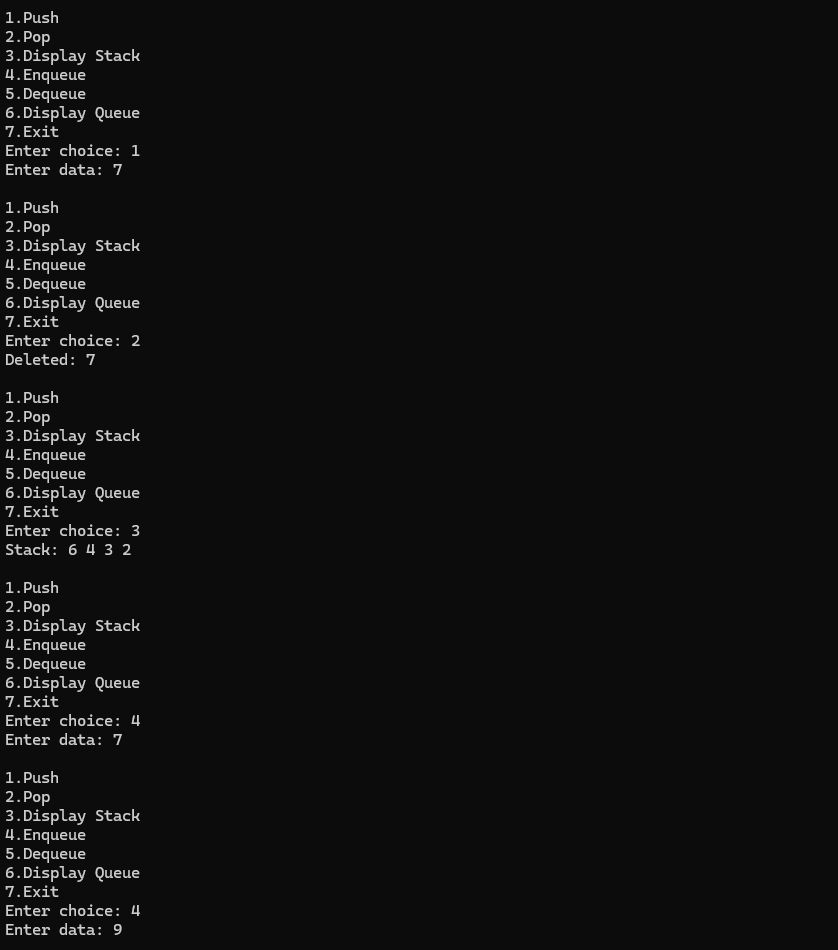 1.Push
2.Pop
3.Display Stack
4.Enqueue
5.Dequeue
6.Display Queue
7.Exit
Enter choice: 1
Enter data: 7
1.Push
2.Pop
3.Display Stack
4.Enqueue
5.Dequeue
6.Display Queue
7.Exit
Enter choice: 2
Deleted: 7
1.Push
2.Pop
3.Display Stack
4.Enqueue
5.Dequeue
6.Display Queue
7.Exit
Enter choice: 3
Stack: 6 4 3 2
1.Push
2.Pop
3.Display Stack
4.Enqueue
5.Dequeue
6.Display Queue
7.Exit
Enter choice: 4
Enter data: 7
1.Push
2.Pop
3.Display Stack
4.Enqueue
5.Dequeue
6.Display Queue
7.Exit
Enter choice: 4
Enter data: 9